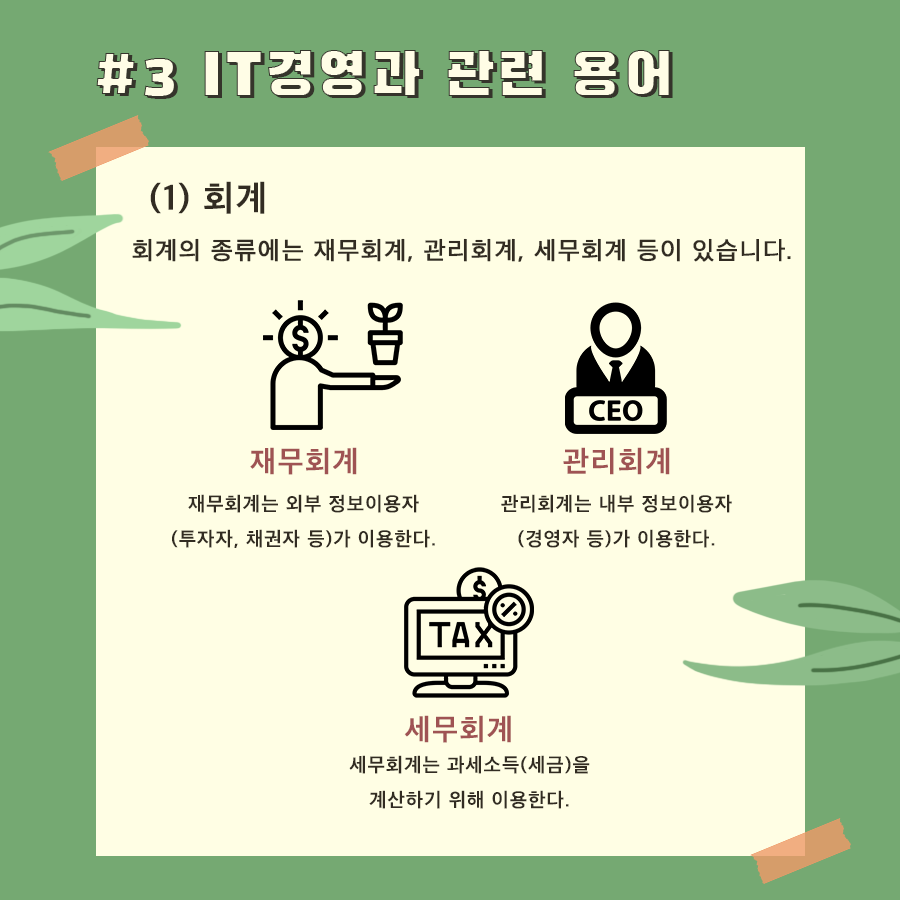 #3 IT경영과 관련 용어
(1) 회계
회계의 종류에는 재무회계, 관리회계, 세무회계 등이 있습니다.
$
CEO
재무회계
재무회계는 외부 정보이용자
(투자자, 채권자 등)가 이용한다.
관리회계
관리회계는 내부 정보이용자
(경영자 등)가 이용한다.
$
%
TAX
세무회계
세무회계는 과세소득(세금)을
계산하기 위해 이용한다.